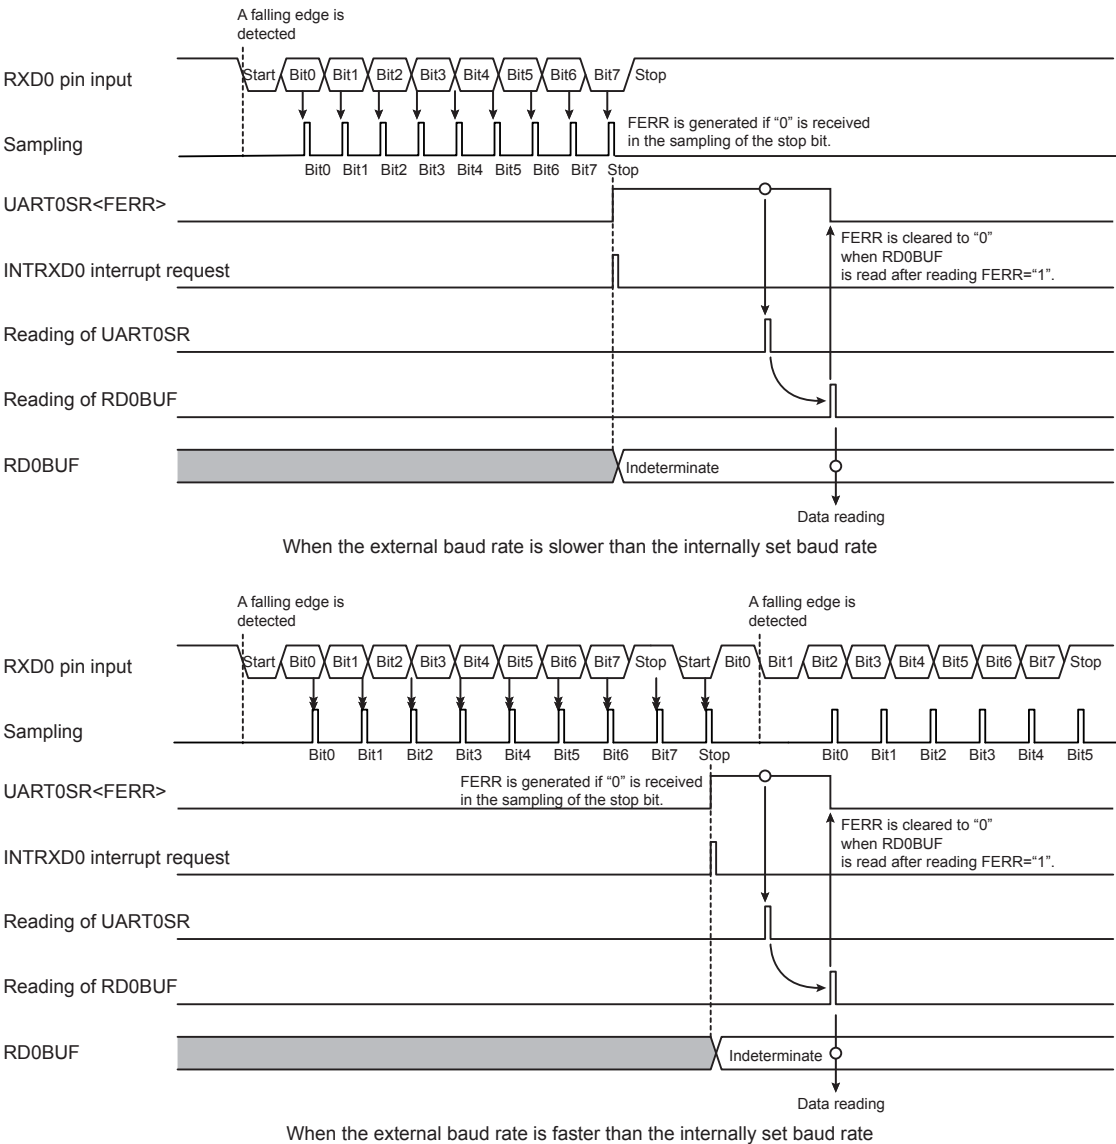 A falling edge is
detected
RXD0 pin input
Start Bit0 Bit1 Bit2 Bit3 Bit4 Bit5 Bit6 Bit7 Stop
FERR is generated if “0” is received
in the sampling of the stop bit.
Sampling
Bit0 Bit1 Bit2 Bit3 Bit4 Bit5 Bit6 Bit7 Stop
UART0SR<FERR>
FERR is cleared to “0”
when RD0BUF
is read after reading FERR=“1”.
INTRXD0 interrupt request
Reading of UART0SR
Reading of RD0BUF
RD0BUF
Indeterminate
Data reading
When the external baud rate is slower than the internally set baud rate
A falling edge is
detected
A falling edge is
detected
RXD0 pin input
Start Bit0 Bit1 Bit2 Bit3 Bit4 Bit5 Bit6 Bit7 Stop Start Bit0 Bit1 Bit2 Bit3 Bit4 Bit5 Bit6 Bit7 Stop
Sampling
Bit0 Bit1 Bit2 Bit3 Bit4 Bit5 Bit6 Bit7 Stop Bit0 Bit1 Bit2 Bit3 Bit4 Bit5
FERR is generated if “0” is received
in the sampling of the stop bit.
UART0SR<FERR>
FERR is cleared to “0”
when RD0BUF
is read after reading FERR=“1”.
INTRXD0 interrupt request
Reading of UART0SR
Reading of RD0BUF
RD0BUF
Indeterminate
Data reading
When the external baud rate is faster than the internally set baud rate